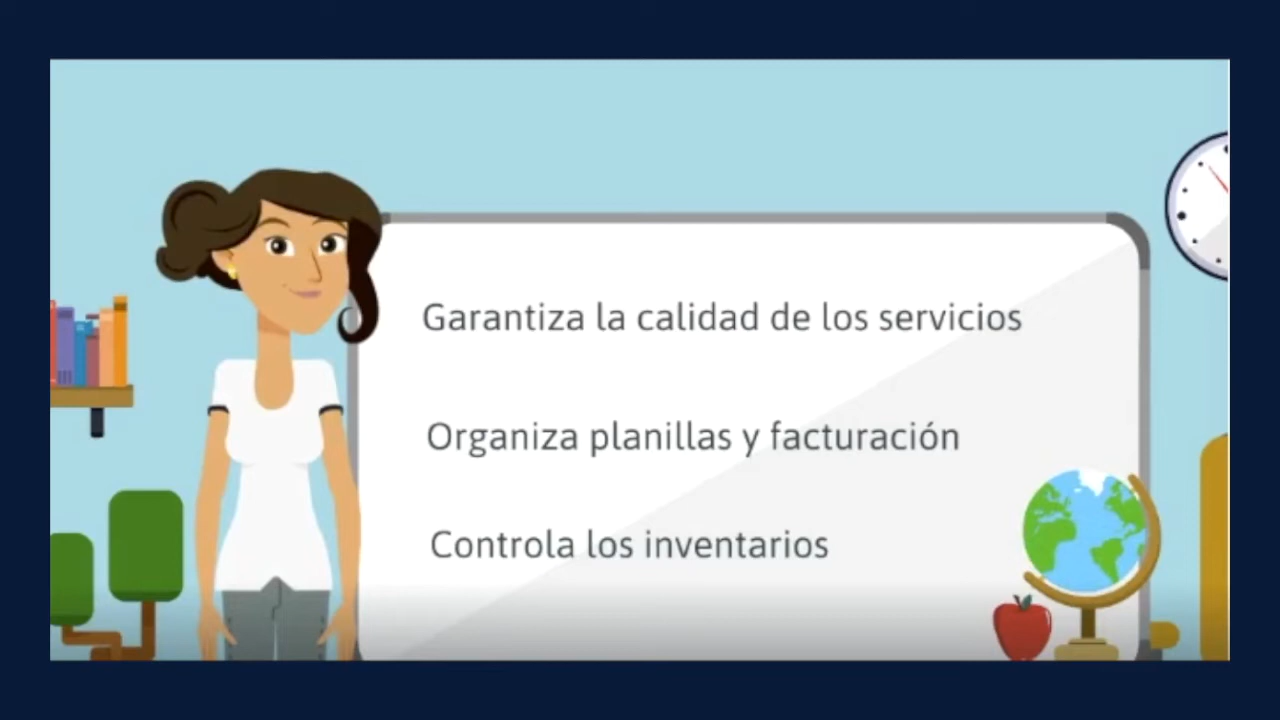 Garantiza la calidad de los servicios
Organiza planillas y facturación
Controla los inventarios